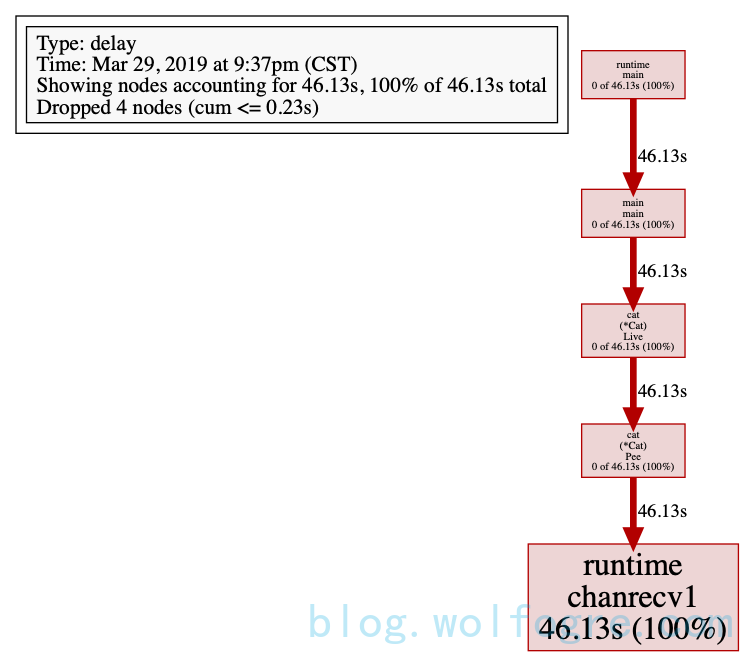 Type: delay
Time: Mar 29, 2019 at 9:37pm (CST)
Showing nodes accounting for 46.13s, 100% of 46.13s total
Dropped 4 nodes (cum <= 0.23s)
runtime
main
0 of 46.13s (100%)
46.13s
main
main
0 of 46.13s (100%)
46.13s
cat
(*Cat)
Live
0 of 46.13s (100%)
46.13s
cat
(*Cat)
Pee
0 of 46.13s (100%)
46.13s
runtime
chanrecv1
46.13s (100%)
blog.wolfogre.com